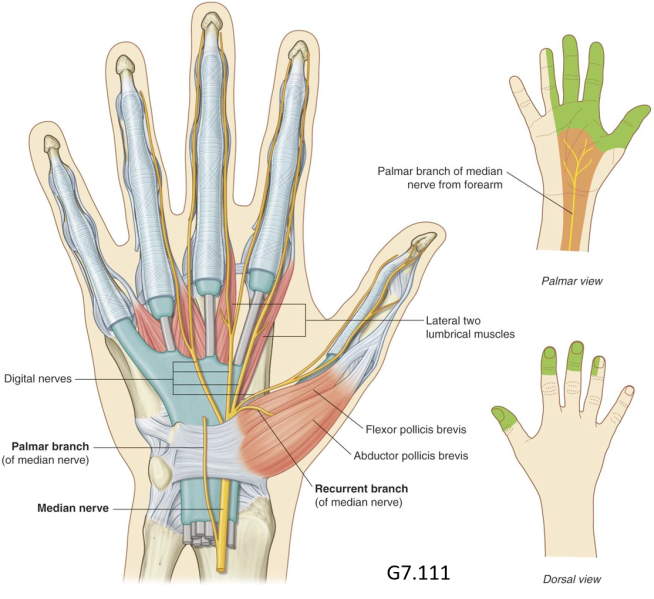 Palmar branch of median
nerve from forearm
Palmar view
Lateral two
lumbrical muscles
Digital nerves
Flexor pollicis brevis
Palmar branch
(of median nerve)
Abductor pollicis brevis
Recurrent branch
(of median nerve)
Median nerve
G7.111
Dorsal view